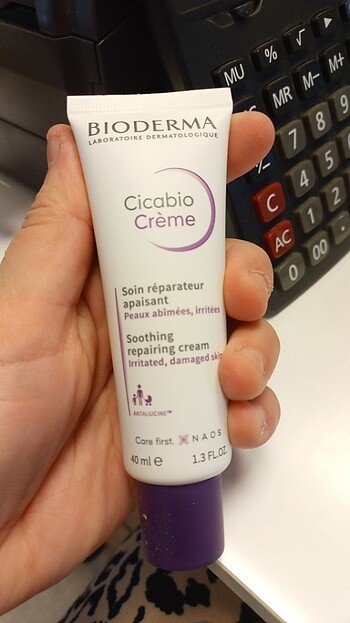 BIODERMA
LABORATOIRE DERMATOLOGIQUE
Cicabio
Crème
Soin réparateur
apaisant
Peaux abîmées, irritées
Soothing
repairing cream
Irritated, damaged skin
ANTALGICINE™
Care first. NAOS
40 ml e 1.3 FL.OZ.
MU % √ ▶
MR M– M+
7 8 9
4 5
C 1 2
AC 0 00 .